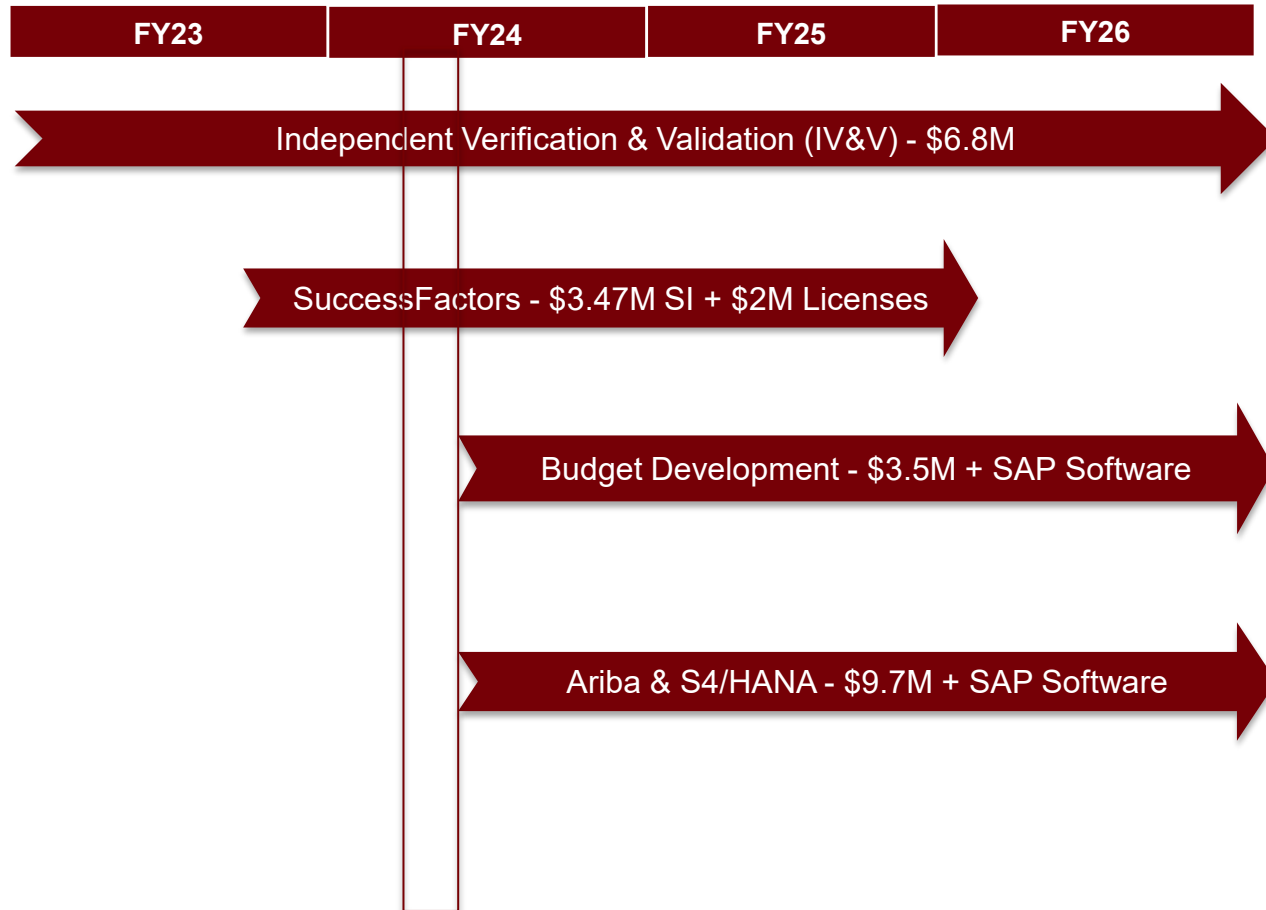 FY23
FY24
FY25
FY26
Independent Verification & Validation (IV&V) - $6.8M
SuccessFactors - $3.47M SI + $2M Licenses
Budget Development - $3.5M + SAP Software
Ariba & S4/HANA - $9.7M + SAP Software